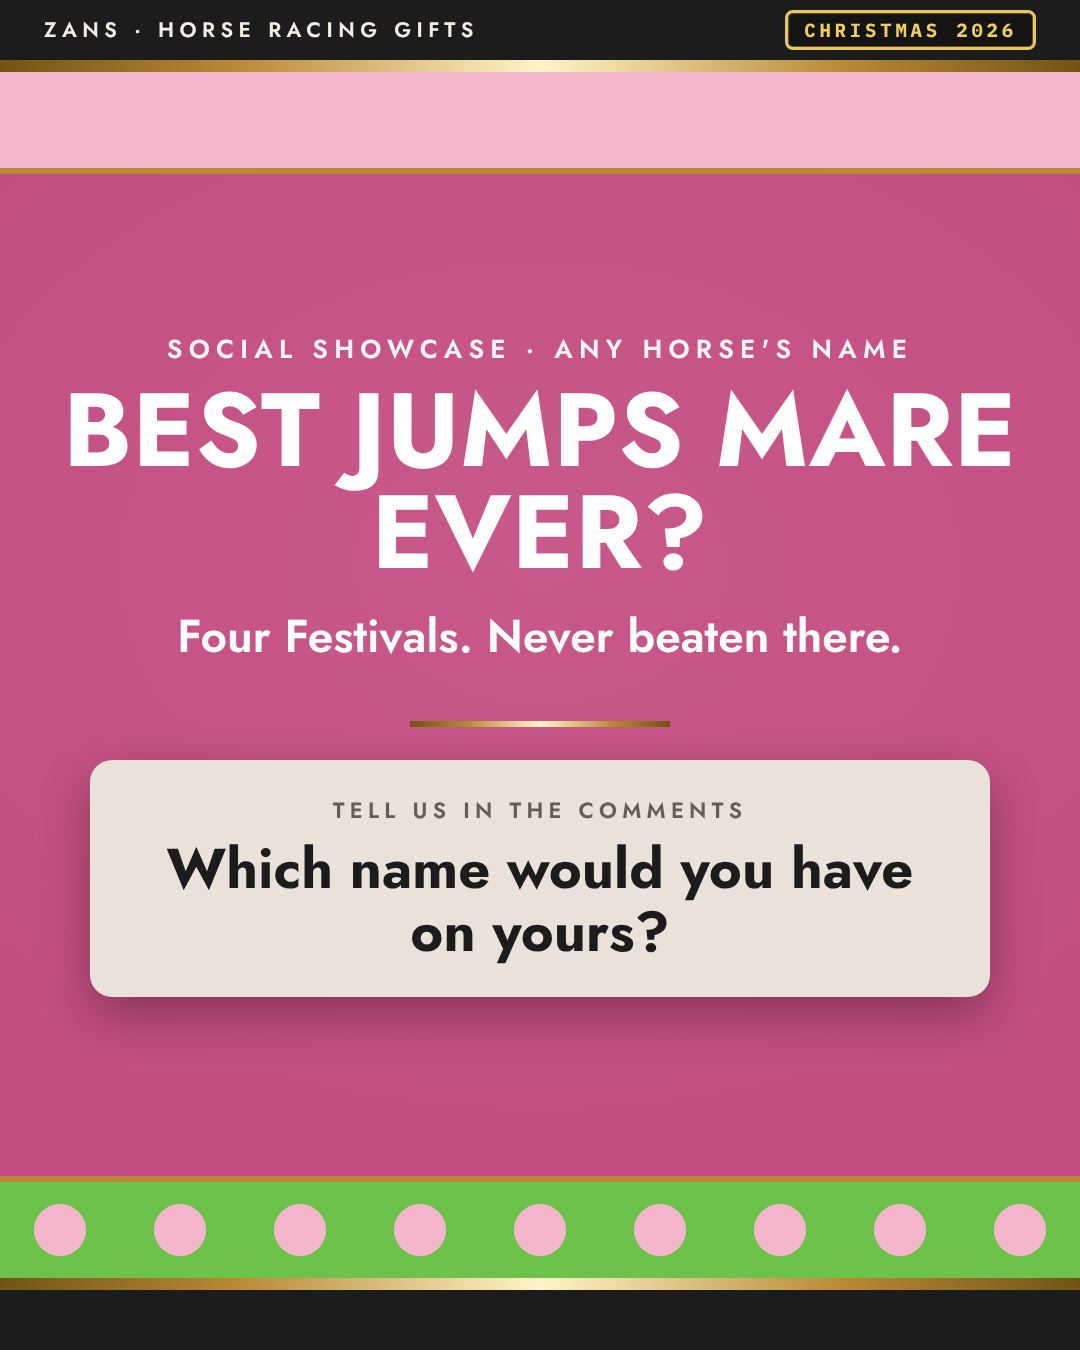 ZANS · HORSE RACING GIFTS
CHRISTMAS 2026
SOCIAL SHOWCASE · ANY HORSE'S NAME
BEST JUMPS MARE
EVER?
Four Festivals. Never beaten there.
TELL US IN THE COMMENTS
Which name would you have
on yours?